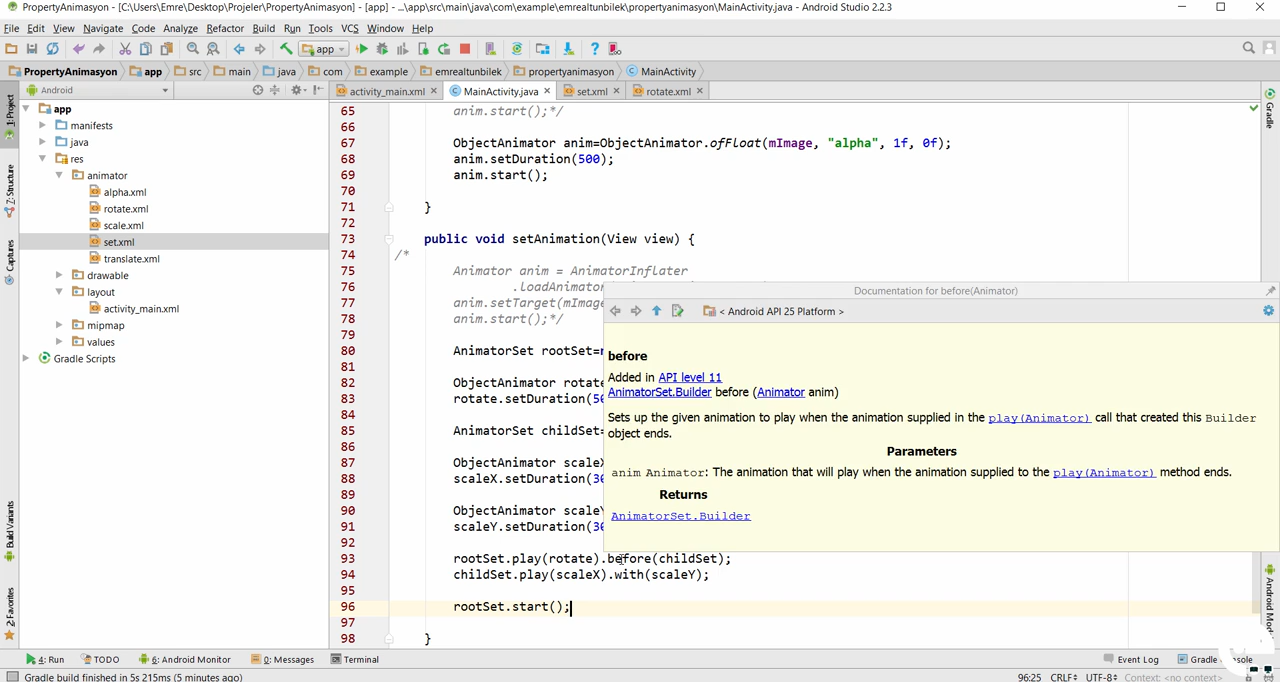 PropertyAnimasyon - [C:\Users\Emre\Desktop\Projeler\PropertyAnimasyon] - [app] - ...\app\src\main\java\com\example\emrealtunbilek\propertyanimasyon\MainActivity.java - Android Studio 2.2.3
File Edit View Navigate Code Analyze Refactor Build Run Tools VCS Window Help
app
PropertyAnimasyon app src main java com example emrealtunbilek propertyanimasyon MainActivity
Android
activity_main.xml MainActivity.java set.xml rotate.xml
1: Project
7: Structure
Captures
Build Variants
2: Favorites
app
manifests
java
res
animator
alpha.xml
rotate.xml
scale.xml
set.xml
translate.xml
drawable
layout
activity_main.xml
mipmap
values
Gradle Scripts
65 anim.start();*/
66
67 ObjectAnimator anim=ObjectAnimator.ofFloat(mImage, "alpha", 1f, 0f);
68 anim.setDuration(500);
69 anim.start();
70
71 }
72
73 public void setAnimation(View view) {
74 /*
75 Animator anim = AnimatorInflater
76 .loadAnimator
77 anim.setTarget(mImage
78 anim.start();*/
79
80 AnimatorSet rootSet=
81
82 ObjectAnimator rotate
83 rotate.setDuration(50
84
85 AnimatorSet childSet=
86
87 ObjectAnimator scaleX
88 scaleX.setDuration(30
89
90 ObjectAnimator scaleY
91 scaleY.setDuration(30
92
93 rootSet.play(rotate).before(childSet);
94 childSet.play(scaleX).with(scaleY);
95
96 rootSet.start();
97
98 }
Documentation for before(Animator)
< Android API 25 Platform >
before
Added in API level 11
AnimatorSet.Builder before (Animator anim)
Sets up the given animation to play when the animation supplied in the play(Animator) call that created this Builder
object ends.
Parameters
anim Animator: The animation that will play when the animation supplied to the play(Animator) method ends.
Returns
AnimatorSet.Builder
Gradle
4: Run TODO 6: Android Monitor 0: Messages Terminal Event Log Gradle
Gradle build finished in 5s 215ms (5 minutes ago) 96:25 CRLF UTF-8 Context: <no context>